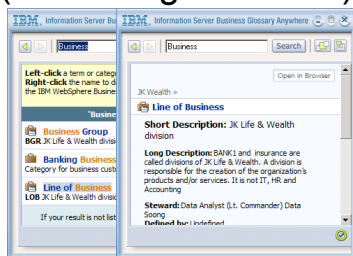 IBM. Information Server Bu
Business
Left-click a term or categ
Right-click the name to d
the IBM WebSphere Busine
"Busine
Business Group
BGR JK Life & Wealth divisi
Banking Business
Category for business cust
Line of Business
LOB JK Life & Wealth divisio
If your result is not list
IBM. Information Server Business Glossary Anywhere
Business
Search
Open in Browser
JK Wealth »
Line of Business
Short Description: JK Life & Wealth
division
Long Description: BANK1 and insurance are
called divisions of JK Life & Wealth. A division is
responsible for the creation of the organization's
products and/or services. It is not IT, HR and
Accounting
Steward: Data Analyst (Lt. Commander) Data
Soong
Defined by: Undefined